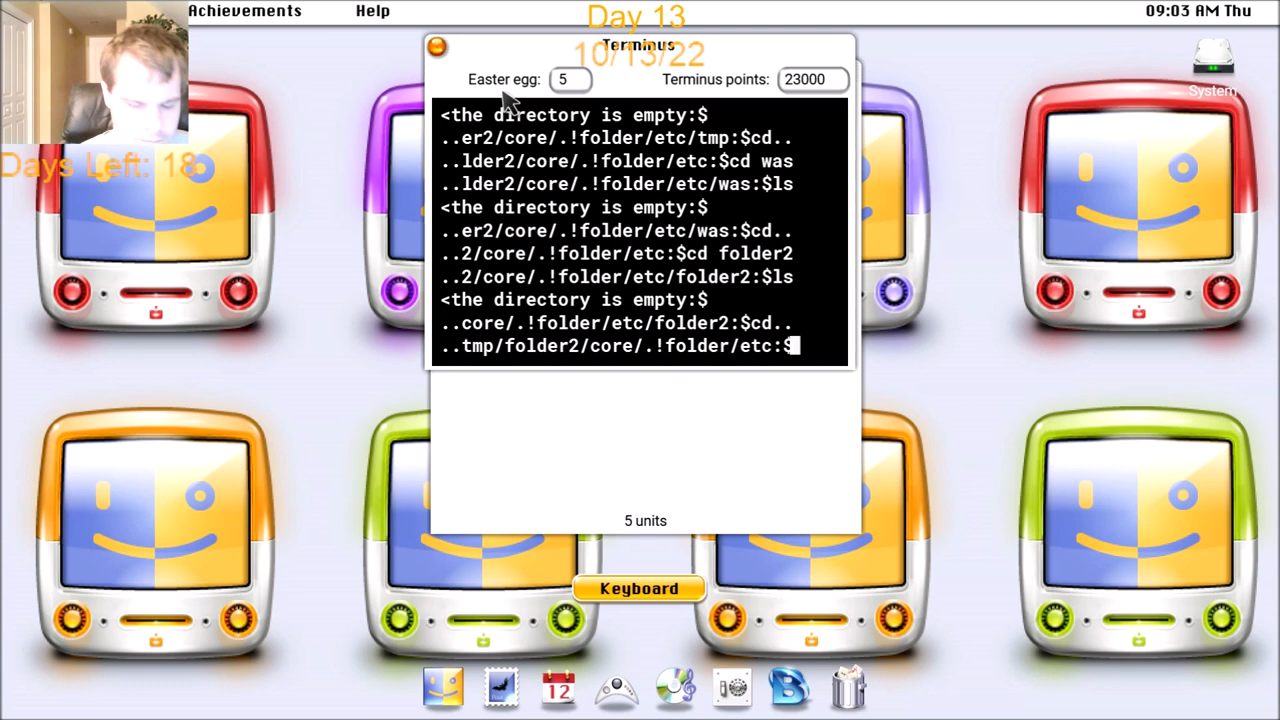 Achievements
Help
Day 13
09:03 AM Thu
Terminus
10/13/22
Easter egg: 5
Terminus points: 23000
System
<the directory is empty:$
..er2/core/.!folder/etc/tmp:$cd..
..lder2/core/.!folder/etc:$cd was
..lder2/core/.!folder/etc/was:$ls
<the directory is empty:$
..er2/core/.!folder/etc/was:$cd..
..2/core/.!folder/etc:$cd folder2
..2/core/.!folder/etc/folder2:$ls
<the directory is empty:$
..core/.!folder/etc/folder2:$cd..
..tmp/folder2/core/.!folder/etc:$
Days Left: 18
5 units
Keyboard
12